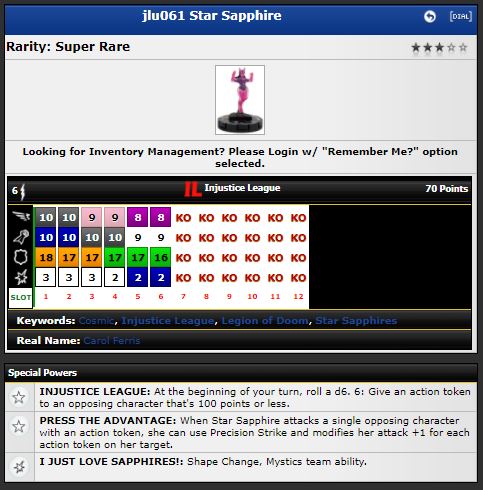 jlu061 Star Sapphire
[DIAL]
Rarity: Super Rare
Looking for Inventory Management? Please Login w/ "Remember Me?" option
selected.
6 IL Injustice League 70 Points
10 10 9 9 8 8 KO KO KO KO KO KO
10 10 10 10 9 9 KO KO KO KO KO KO
18 17 17 17 17 16 KO KO KO KO KO KO
3 3 3 2 2 2 KO KO KO KO KO KO
SLOT 1 2 3 4 5 6 7 8 9 10 11 12
Keywords: Cosmic, Injustice League, Legion of Doom, Star Sapphires
Real Name: Carol Ferris
Special Powers
INJUSTICE LEAGUE: At the beginning of your turn, roll a d6. 6: Give an action token
to an opposing character that's 100 points or less.
PRESS THE ADVANTAGE: When Star Sapphire attacks a single opposing character
with an action token, she can use Precision Strike and modifies her attack +1 for each
action token on her target.
I JUST LOVE SAPPHIRES!: Shape Change, Mystics team ability.